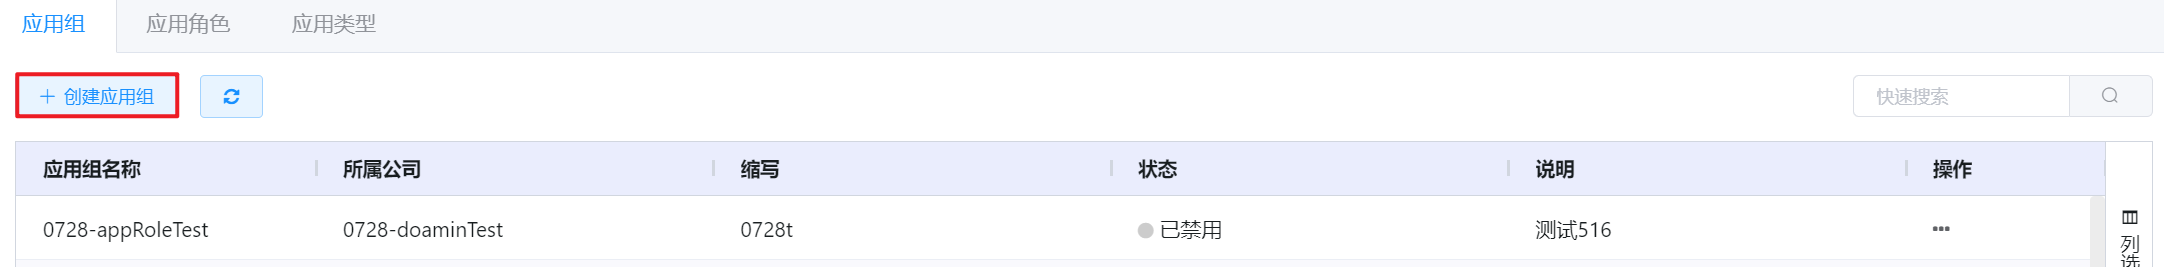 应用组 应用角色 应用类型
创建应用组 快速搜索
应用组名称 所属公司 缩写 状态 说明 操作
0728-appRoleTest 0728-doaminTest 0728t 已禁用 测试516 •••
列选